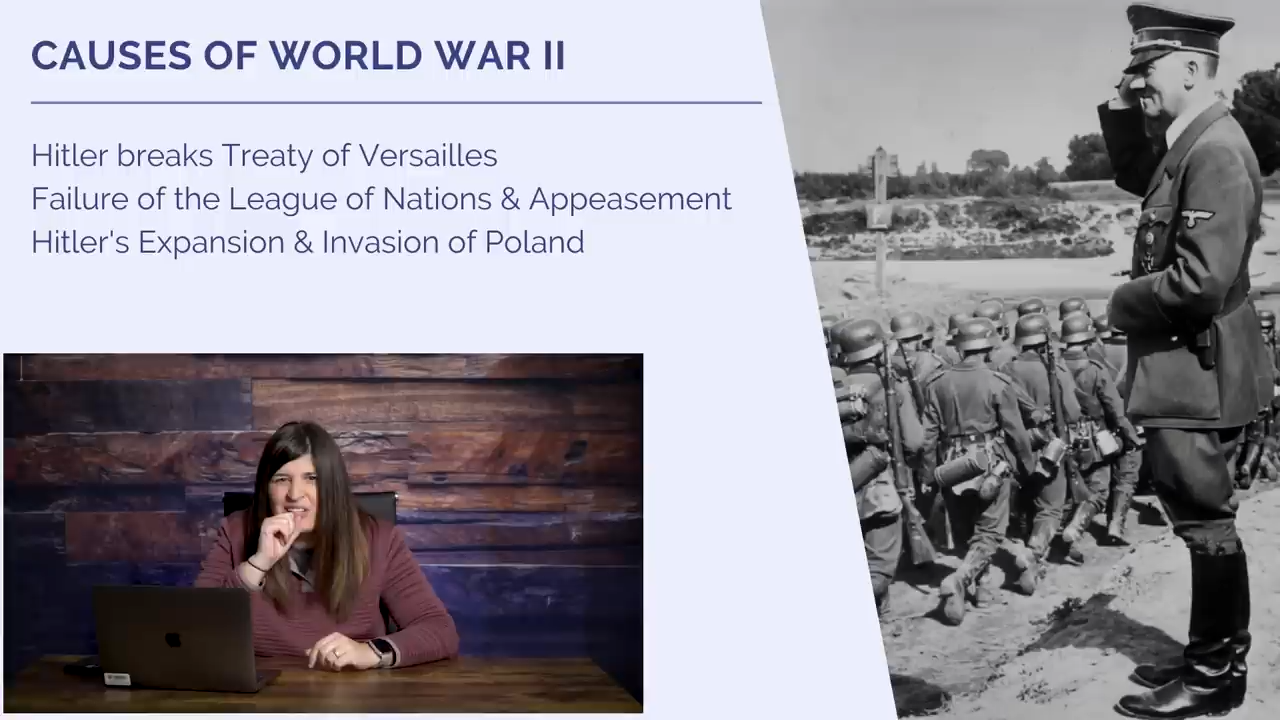 CAUSES OF WORLD WAR II
Hitler breaks Treaty of Versailles
Failure of the League of Nations & Appeasement
Hitler's Expansion & Invasion of Poland